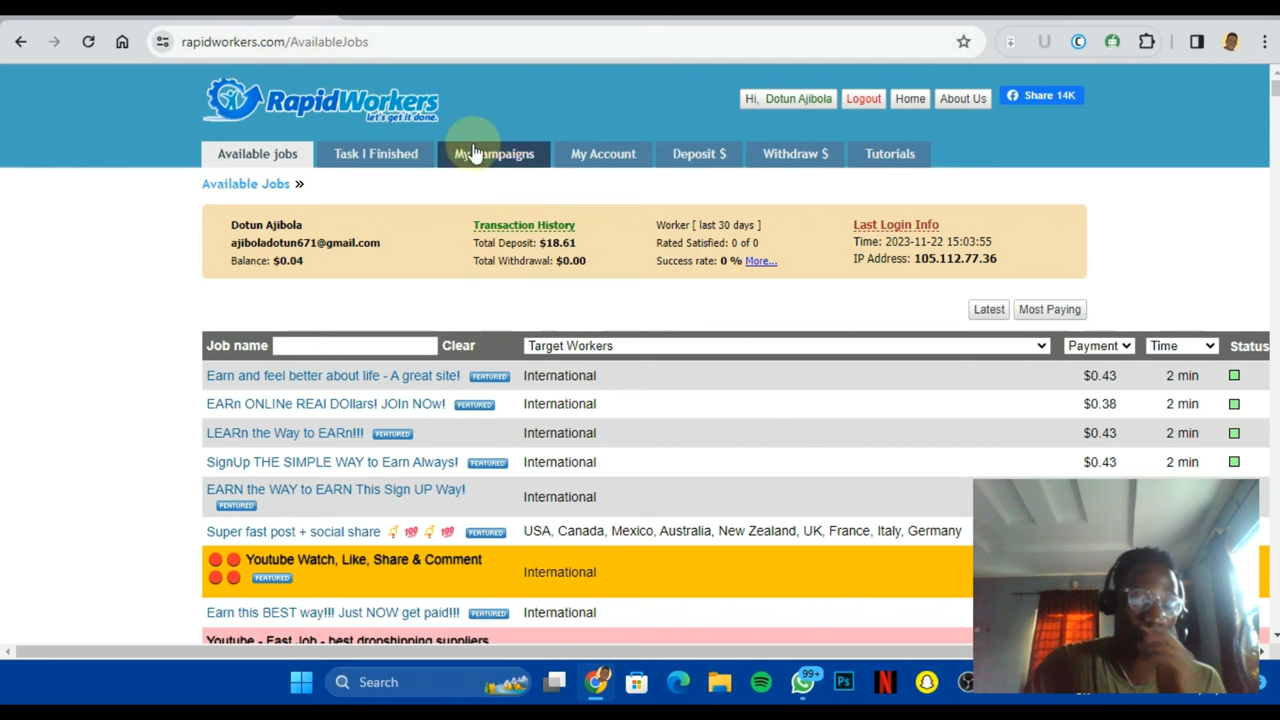 rapidworkers.com/AvailableJobs
RapidWorkers
let's get it done.
Hi, Dotun Ajibola
Logout
Home
About Us
Share 14K
Available jobs
Task I Finished
My Campaigns
My Account
Deposit $
Withdraw $
Tutorials
Available Jobs »
Dotun Ajibola
ajiboladotun671@gmail.com
Balance: $0.04
Transaction History
Total Deposit: $18.61
Total Withdrawal: $0.00
Worker [ last 30 days ]
Rated Satisfied: 0 of 0
Success rate: 0 % More...
Last Login Info
Time: 2023-11-22 15:03:55
IP Address: 105.112.77.36
Latest
Most Paying
Job name Clear Target Workers Payment Time Status
Earn and feel better about life - A great site! FEATURED International $0.43 2 min
EARn ONLINe REAl DOllars! JOIn NOw! FEATURED International $0.38 2 min
LEARn the Way to EARn!!! FEATURED International $0.43 2 min
SignUp THE SIMPLE WAY to Earn Always! FEATURED International $0.43 2 min
EARN the WAY to EARN This Sign UP Way! International
FEATURED
Super fast post + social share 💯 💯 FEATURED USA, Canada, Mexico, Australia, New Zealand, UK, France, Italy, Germany
Youtube Watch, Like, Share & Comment International
FEATURED
Earn this BEST way!!! Just NOW get paid!!! FEATURED International
Youtube - Fast Job - best dropshipping suppliers
Search
99+
Ps
N